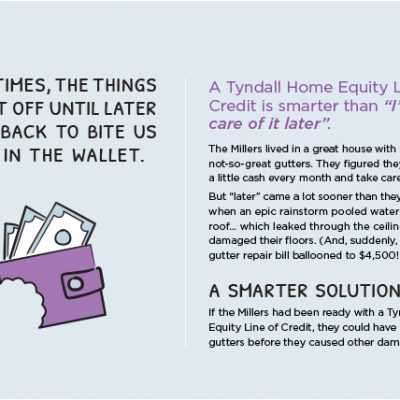 TIMES, THE THINGS
T OFF UNTIL LATER
BACK TO BITE US
IN THE WALLET.
A Tyndall Home Equity L
Credit is smarter than “I’
care of it later”.
The Millers lived in a great house with
not-so-great gutters. They figured they
a little cash every month and take care
But “later” came a lot sooner than they
when an epic rainstorm pooled water
roof... which leaked through the ceilin
damaged their floors. (And, suddenly,
gutter repair bill ballooned to $4,500!
A SMARTER SOLUTION
If the Millers had been ready with a Tyn
Equity Line of Credit, they could have
gutters before they caused other dam